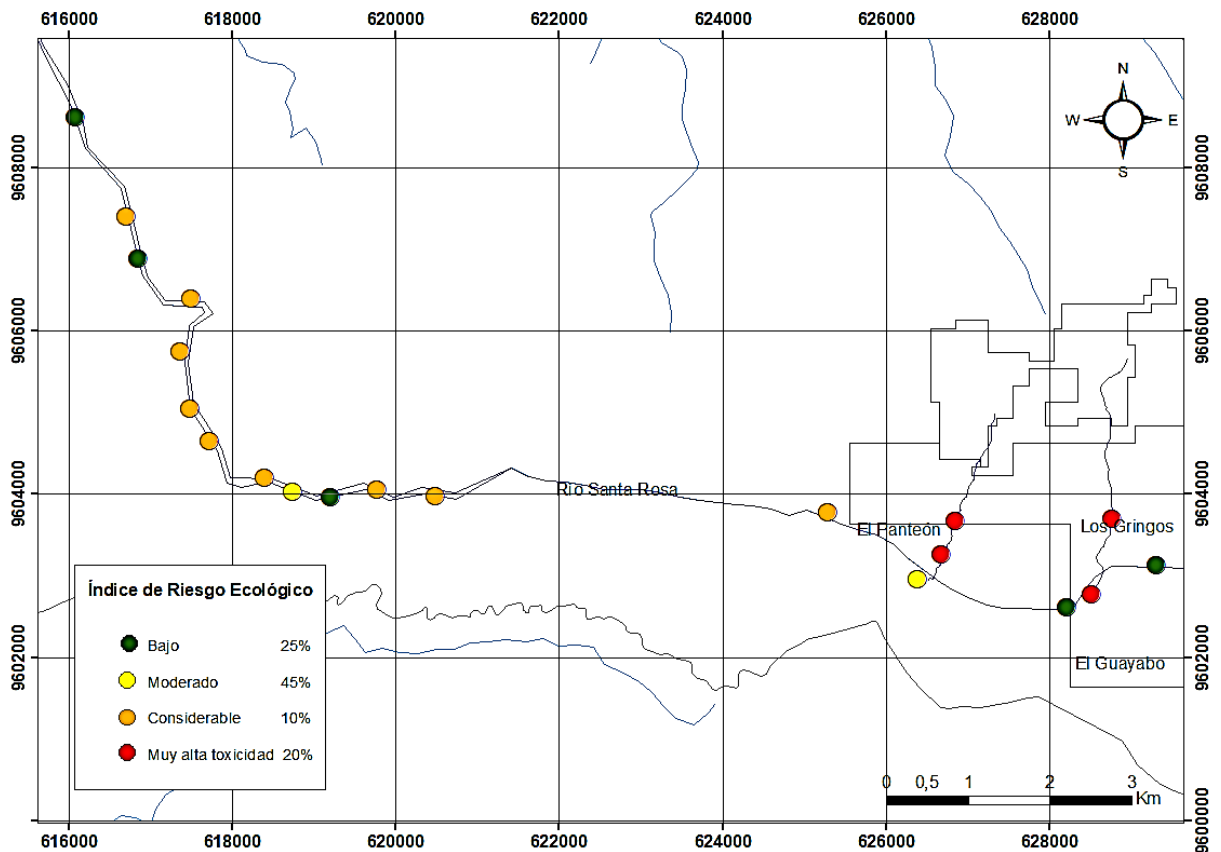 616000 618000 620000 622000 624000 626000 628000
N
W E
S
9608000 9608000
9606000 9606000
9604000 9604000
Río Santa Rosa
El Panteón
Los Gringos
Índice de Riesgo Ecológico
Bajo 25%
Moderado 45%
Considerable 10%
Muy alta toxicidad 20%
9602000 9602000
El Guayabo
0 0,5 1 2 3
Km
9600000
616000 618000 620000 622000 624000 626000 628000